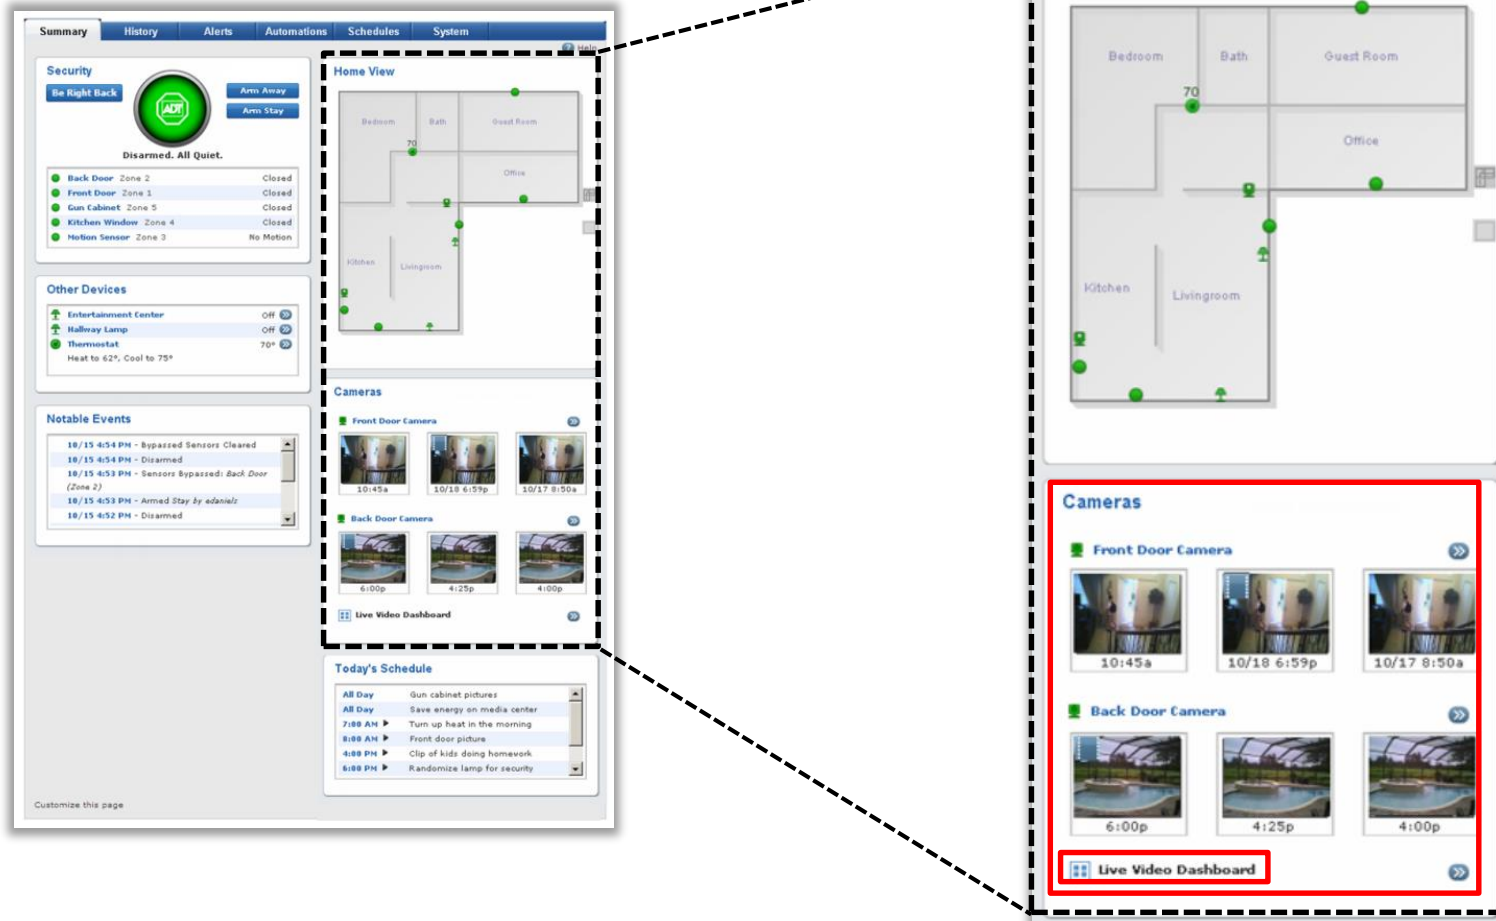 Summary History Alerts Automations Schedules System
Help
Security
Be Right Back
ADT
Arm Away
Arm Stay
Disarmed. All Quiet.
Back Door Zone 2 Closed
Front Door Zone 1 Closed
Gun Cabinet Zone 5 Closed
Kitchen Window Zone 4 Closed
Motion Sensor Zone 3 No Motion
Other Devices
Entertainment Center Off
Hallway Lamp Off
Thermostat 70°
Heat to 62°, Cool to 75°
Notable Events
10/15 4:54 PM - Bypassed Sensors Cleared
10/15 4:54 PM - Disarmed
10/15 4:53 PM - Sensors Bypassed: Back Door
(Zone 2)
10/15 4:53 PM - Armed Stay by edaniels
10/15 4:52 PM - Disarmed
Customize this page
Home View
Bedroom Bath Guest Room
70
Office
Kitchen Livingroom
Cameras
Front Door Camera
10:45a 10/18 6:59p 10/17 8:50a
Back Door Camera
6:00p 4:25p 4:00p
Live Video Dashboard
Today's Schedule
All Day Gun cabinet pictures
All Day Save energy on media center
7:00 AM Turn up heat in the morning
8:00 AM Front door picture
4:00 PM Clip of kids doing homework
6:00 PM Randomize lamp for security
Bedroom Bath Guest Room
70
Office
Kitchen Livingroom
Cameras
Front Door Camera
10:45a 10/18 6:59p 10/17 8:50a
Back Door Camera
6:00p 4:25p 4:00p
Live Video Dashboard